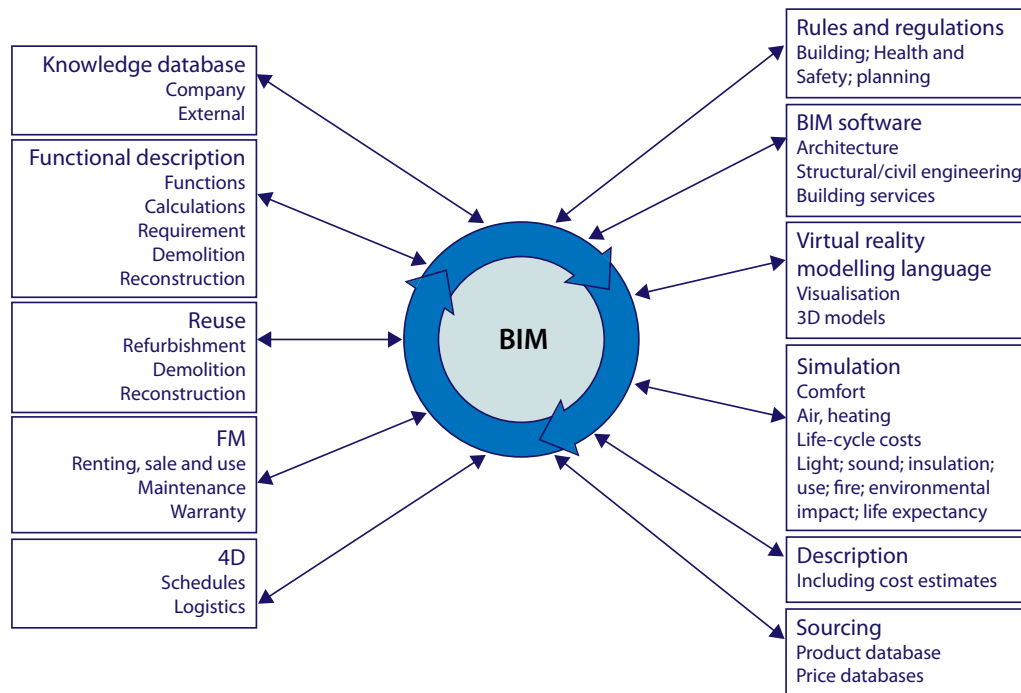 Knowledge database
Company
External
Functional description
Functions
Calculations
Requirement
Demolition
Reconstruction
Reuse
Refurbishment
Demolition
Reconstruction
FM
Renting, sale and use
Maintenance
Warranty
4D
Schedules
Logistics
BIM
Rules and regulations
Building; Health and
Safety; planning
BIM software
Architecture
Structural/civil engineering
Building services
Virtual reality
modelling language
Visualisation
3D models
Simulation
Comfort
Air, heating
Life-cycle costs
Light; sound; insulation;
use; fire; environmental
impact; life expectancy
Description
Including cost estimates
Sourcing
Product database
Price databases